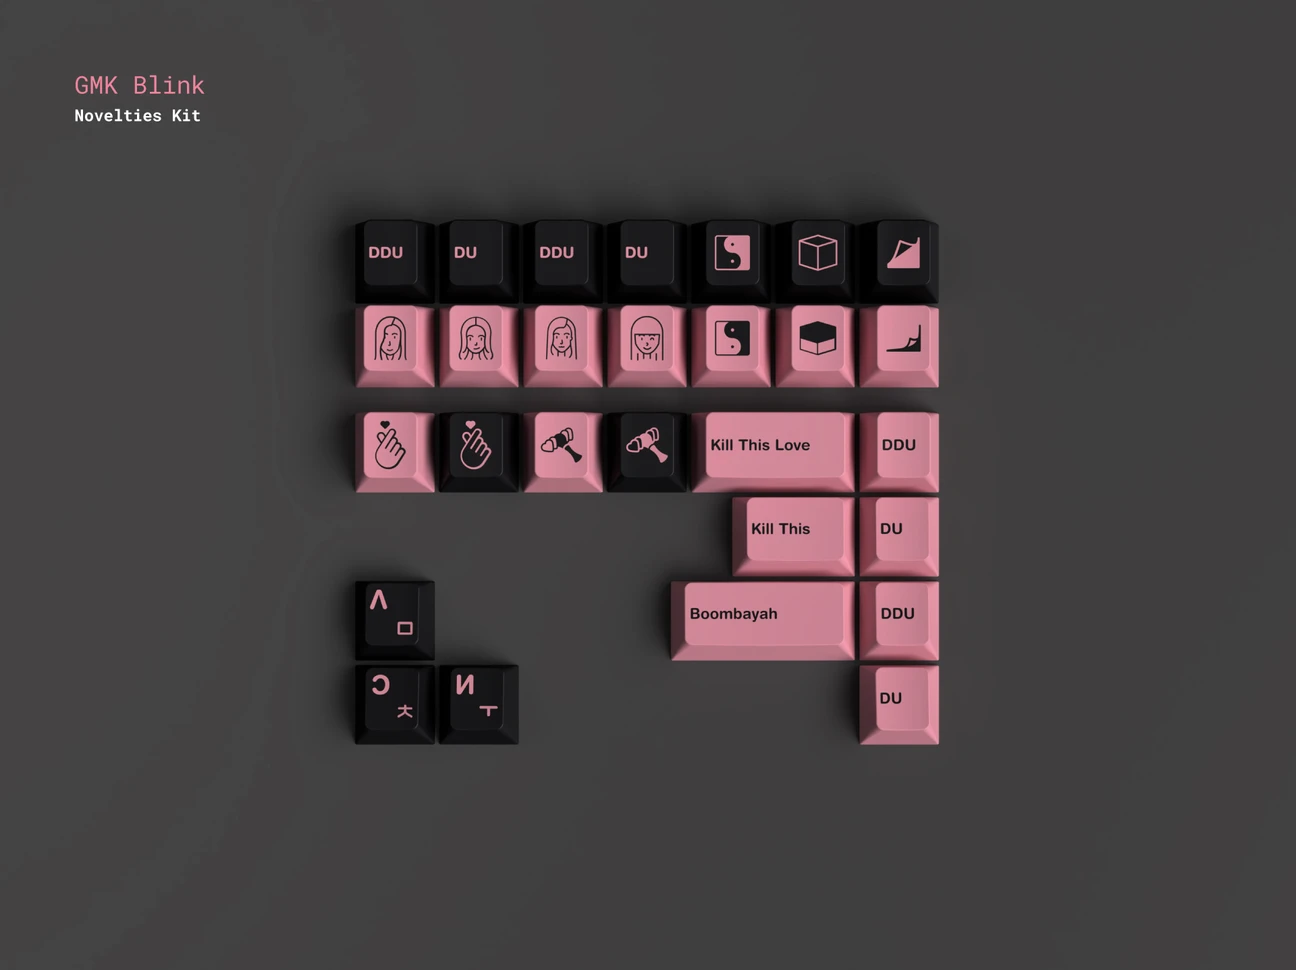 GMK Blink
Novelties Kit
DDU DU DDU DU
Kill This Love DDU
Kill This DU
Boombayah DDU
DU
Λ ㅁ
Ɔ ㅊ
И ㅜ